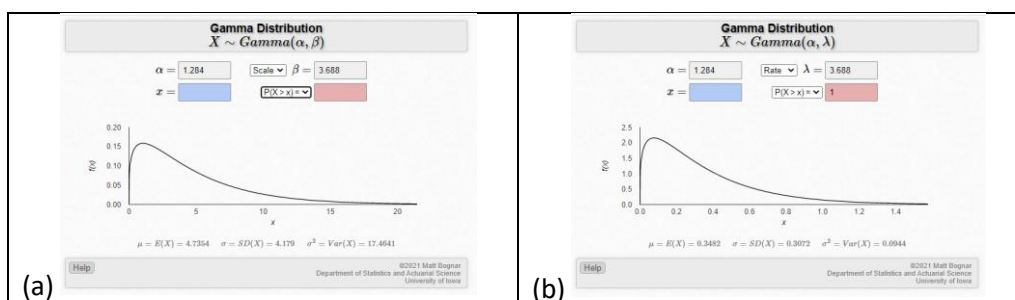 Gamma Distribution
X ∼ Gamma(α, β)
α = 1.284 Scale β = 3.688
x = P(X > x) =
0.20
0.15
0.10
0.05
0.00
f(x)
0 5 10 15 20
x
μ = E(X) = 4.7354 σ = SD(X) = 4.179 σ² = Var(X) = 17.4641
Help
©2021 Matt Bognar
Department of Statistics and Actuarial Science
University of Iowa
(a)
Gamma Distribution
X ∼ Gamma(α, λ)
α = 1.284 Rate λ = 3.688
x = P(X > x) = 1
2.5
2.0
1.5
1.0
0.5
0.0
f(x)
0.0 0.2 0.4 0.6 0.8 1.0 1.2 1.4
x
μ = E(X) = 0.3482 σ = SD(X) = 0.3072 σ² = Var(X) = 0.0944
Help
©2021 Matt Bognar
Department of Statistics and Actuarial Science
University of Iowa
(b)